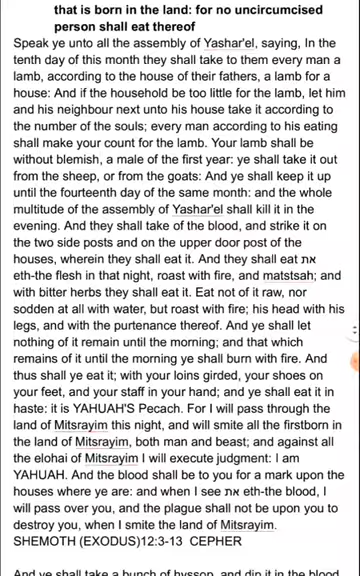 that is born in the land: for no uncircumcised
person shall eat thereof
Speak ye unto all the assembly of Yashar'el, saying, In the
tenth day of this month they shall take to them every man a
lamb, according to the house of their fathers, a lamb for a
house: And if the household be too little for the lamb, let him
and his neighbour next unto his house take it according to
the number of the souls; every man according to his eating
shall make your count for the lamb. Your lamb shall be
without blemish, a male of the first year: ye shall take it out
from the sheep, or from the goats: And ye shall keep it up
until the fourteenth day of the same month: and the whole
multitude of the assembly of Yashar'el shall kill it in the
evening. And they shall take of the blood, and strike it on
the two side posts and on the upper door post of the
houses, wherein they shall eat it. And they shall eat את
eth-the flesh in that night, roast with fire, and matstsah; and
with bitter herbs they shall eat it. Eat not of it raw, nor
sodden at all with water, but roast with fire; his head with his
legs, and with the purtenance thereof. And ye shall let
nothing of it remain until the morning; and that which
remains of it until the morning ye shall burn with fire. And
thus shall ye eat it; with your loins girded, your shoes on
your feet, and your staff in your hand; and ye shall eat it in
haste: it is YAHUAH'S Pecach. For I will pass through the
land of Mitsrayim this night, and will smite all the firstborn in
the land of Mitsrayim, both man and beast; and against all
the elohai of Mitsrayim I will execute judgment: I am
YAHUAH. And the blood shall be to you for a mark upon the
houses where ye are: and when I see את eth-the blood, I
will pass over you, and the plague shall not be upon you to
destroy you, when I smite the land of Mitsrayim.
SHEMOTH (EXODUS)12:3-13 CEPHER
And ye shall take a bunch of hyssop, and dip it in the blood